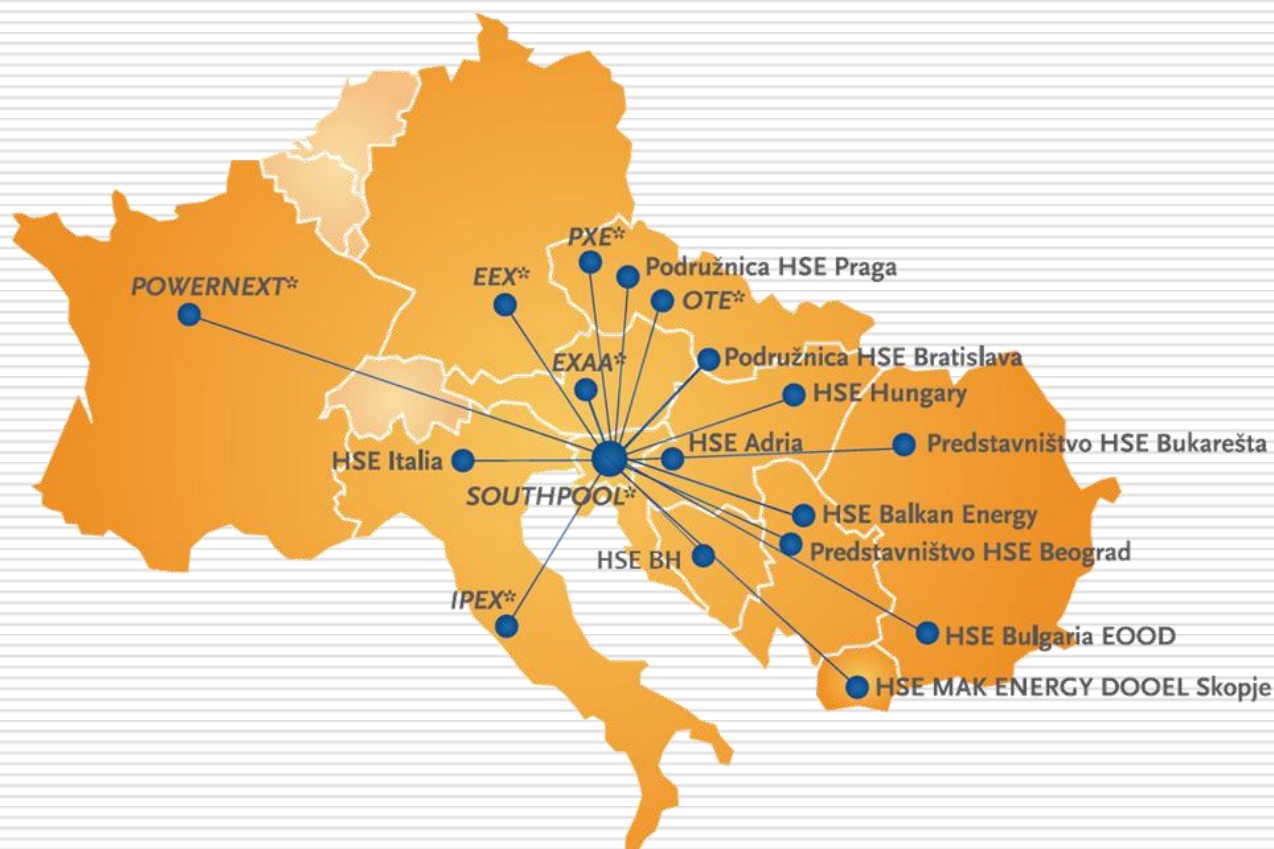 PXE*
Podružnica HSE Praga
EEX*
POWERNEXT*
OTE*
EXAA*
Podružnica HSE Bratislava
HSE Hungary
HSE Adria
Predstavništvo HSE Bukarešta
HSE Italia
SOUTHPOOL*
HSE Balkan Energy
Predstavništvo HSE Beograd
HSE BH
IPEX*
HSE Bulgaria EOOD
HSE MAK ENERGY DOOEL Skopje